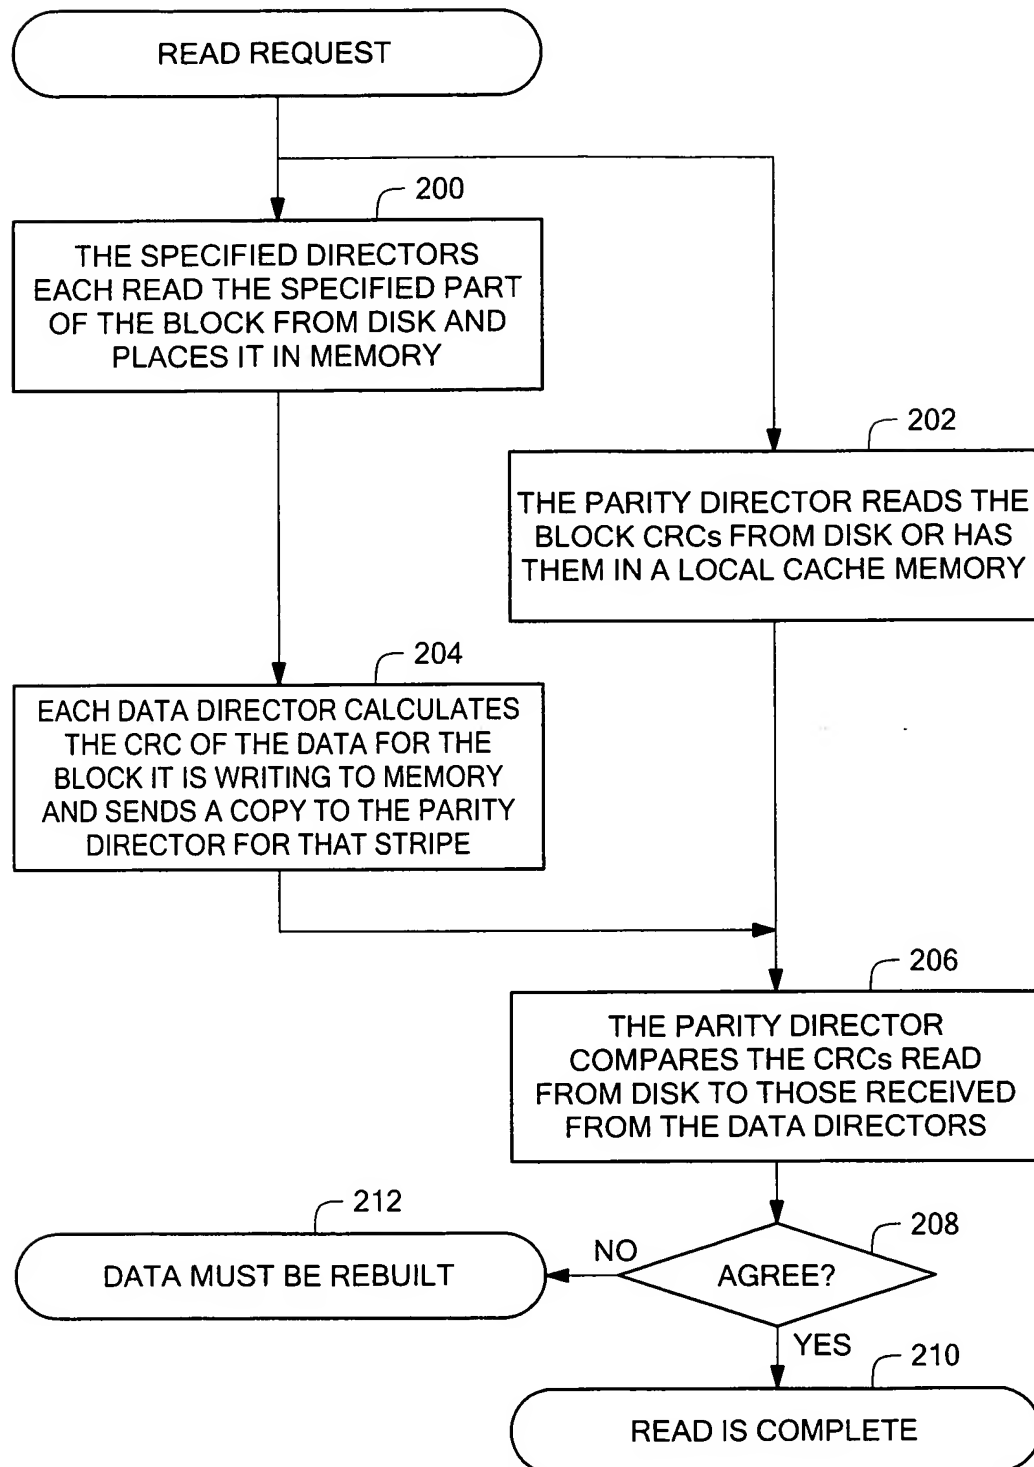 READ REQUEST
200
THE SPECIFIED DIRECTORS
EACH READ THE SPECIFIED PART
OF THE BLOCK FROM DISK AND
PLACES IT IN MEMORY
202
THE PARITY DIRECTOR READS THE
BLOCK CRCs FROM DISK OR HAS
THEM IN A LOCAL CACHE MEMORY
204
EACH DATA DIRECTOR CALCULATES
THE CRC OF THE DATA FOR THE
BLOCK IT IS WRITING TO MEMORY
AND SENDS A COPY TO THE PARITY
DIRECTOR FOR THAT STRIPE
206
THE PARITY DIRECTOR
COMPARES THE CRCs READ
FROM DISK TO THOSE RECEIVED
FROM THE DATA DIRECTORS
212
DATA MUST BE REBUILT
NO
208
AGREE?
YES
210
READ IS COMPLETE